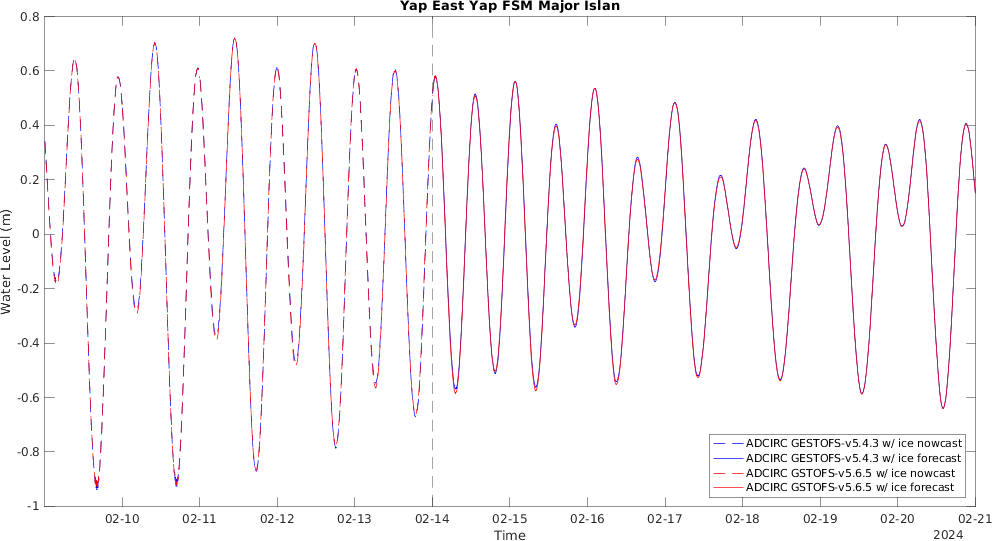 Yap East Yap FSM Major Islan
0.8
0.6
0.4
0.2
0
-0.2
-0.4
-0.6
-0.8
-1
Water Level (m)
ADCIRC GESTOFS-v5.4.3 w/ ice nowcast
ADCIRC GESTOFS-v5.4.3 w/ ice forecast
ADCIRC GSTOFS-v5.6.5 w/ ice nowcast
ADCIRC GSTOFS-v5.6.5 w/ ice forecast
02-10 02-11 02-12 02-13 02-14 02-15 02-16 02-17 02-18 02-19 02-20 02-21
Time
2024